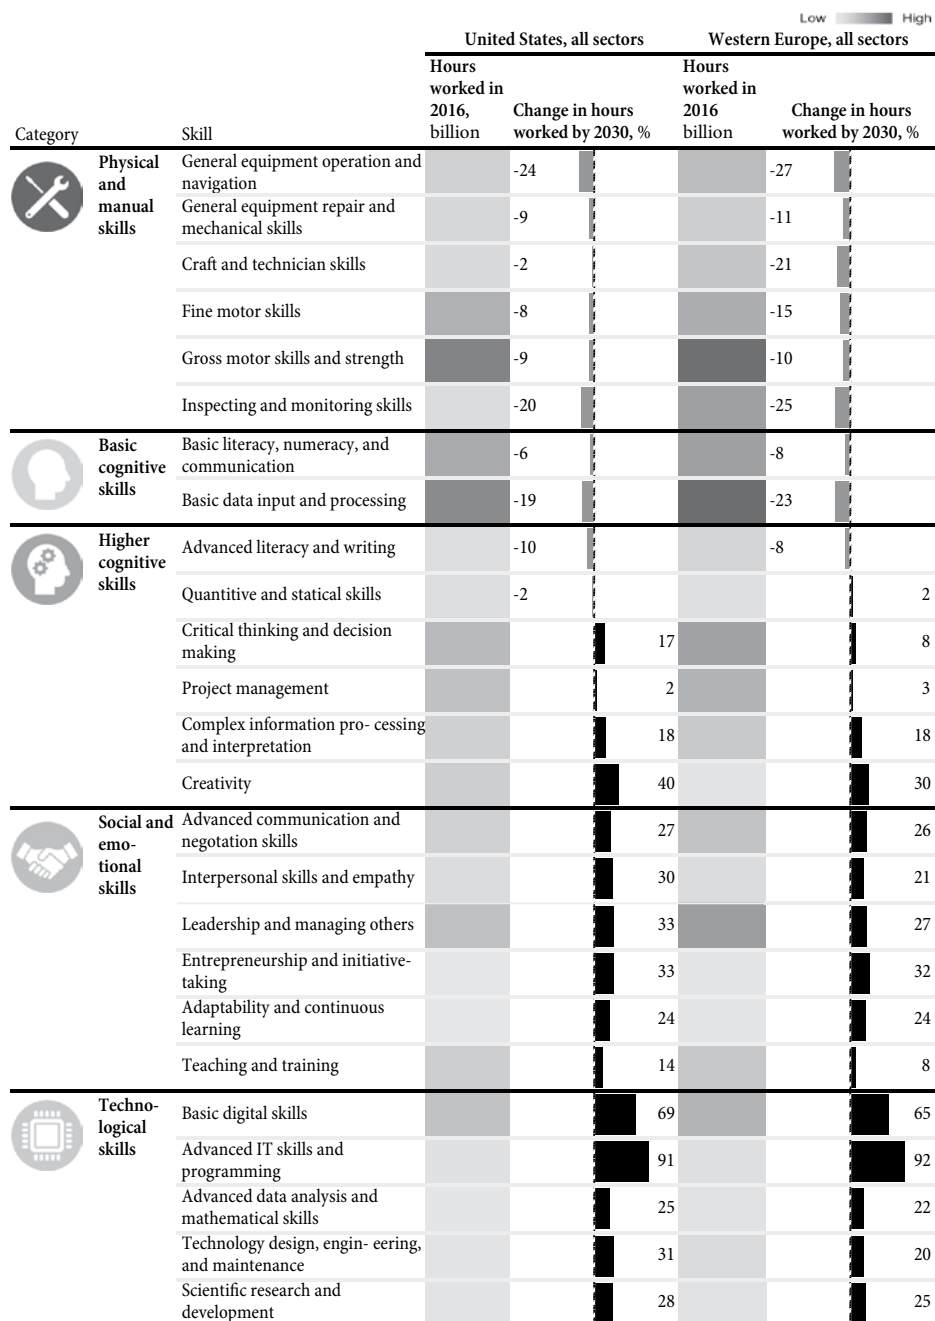 Low High
United States, all sectors Western Europe, all sectors
Hours worked in 2016, billion Change in hours worked by 2030, % Hours worked in 2016 billion Change in hours worked by 2030, %
Category Skill
Physical and manual skills
General equipment operation and navigation -24 -27
General equipment repair and mechanical skills -9 -11
Craft and technician skills -2 -21
Fine motor skills -8 -15
Gross motor skills and strength -9 -10
Inspecting and monitoring skills -20 -25
Basic cognitive skills
Basic literacy, numeracy, and communication -6 -8
Basic data input and processing -19 -23
Higher cognitive skills
Advanced literacy and writing -10 -8
Quantitive and statical skills -2 2
Critical thinking and decision making 17 8
Project management 2 3
Complex information pro- cessing and interpretation 18 18
Creativity 40 30
Social and emo- tional skills
Advanced communication and negotation skills 27 26
Interpersonal skills and empathy 30 21
Leadership and managing others 33 27
Entrepreneurship and initiative- taking 33 32
Adaptability and continuous learning 24 24
Teaching and training 14 8
Techno- logical skills
Basic digital skills 69 65
Advanced IT skills and programming 91 92
Advanced data analysis and mathematical skills 25 22
Technology design, engin- eering, and maintenance 31 20
Scientific research and development 28 25